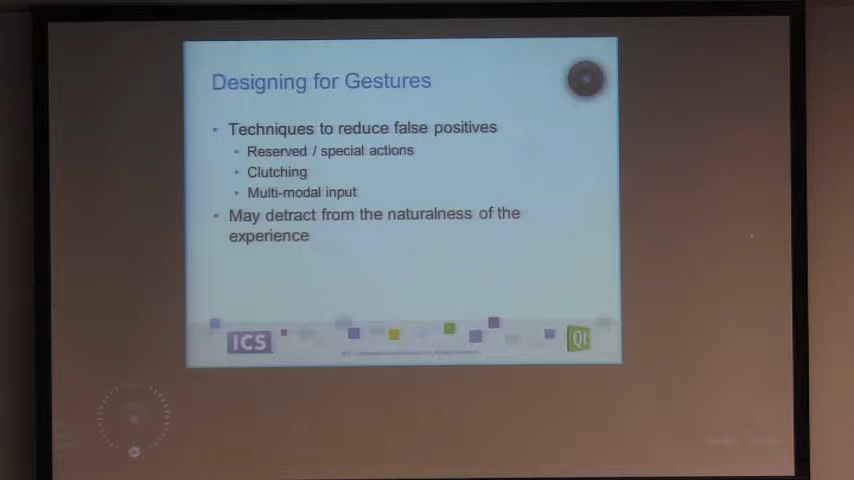 Designing for Gestures
Techniques to reduce false positives
Reserved / special actions
Clutching
Multi-modal input
May detract from the naturalness of the
experience
ICS
Qt